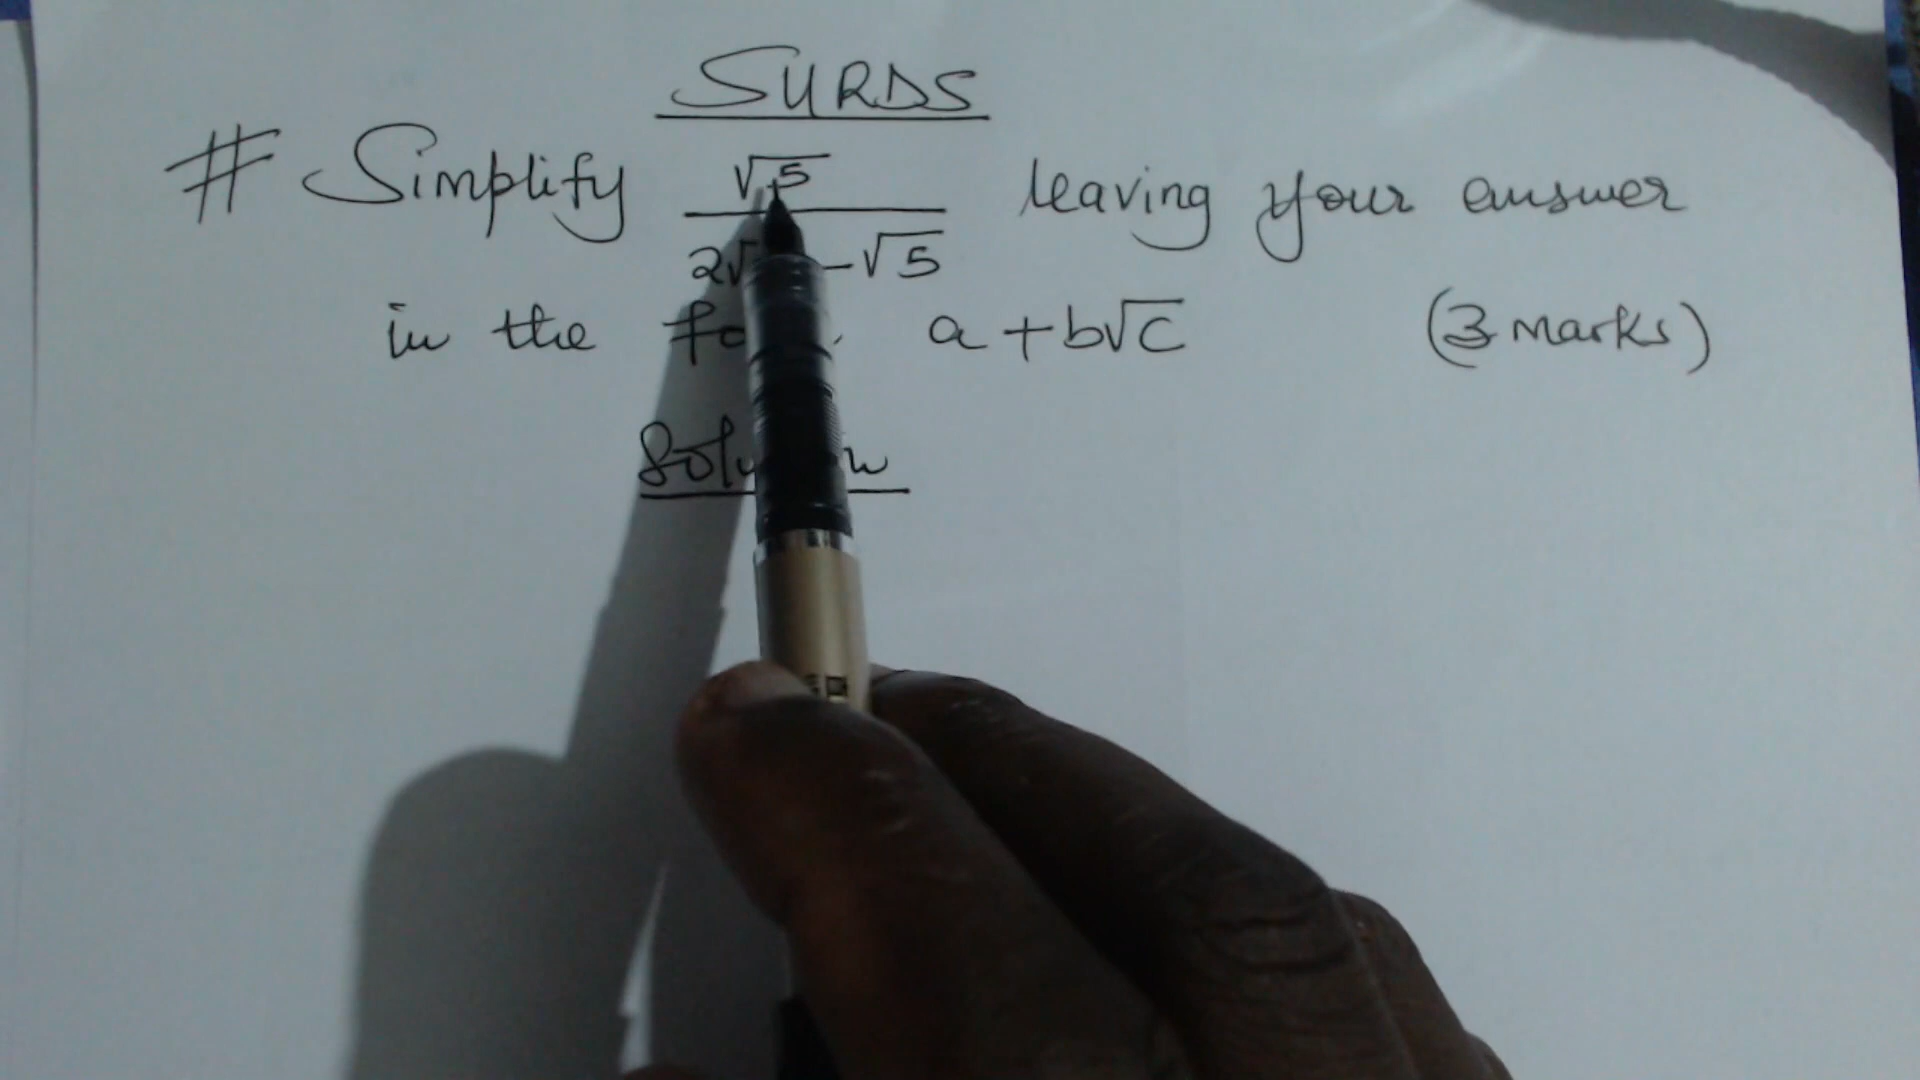 SURDS
# Simplify √5 / 2√ -√5 leaving your answer
in the a+b√c (3 marks)